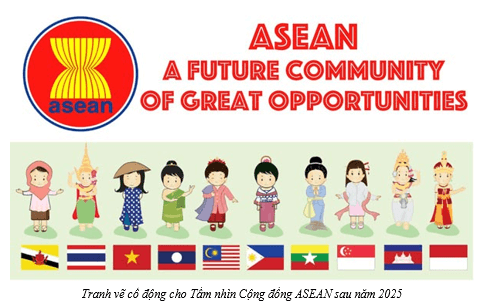 asean
ASEAN
A FUTURE COMMUNITY
OF GREAT OPPORTUNITIES
Tranh vẽ cổ động cho Tầm nhìn Cộng đồng ASEAN sau năm 2025